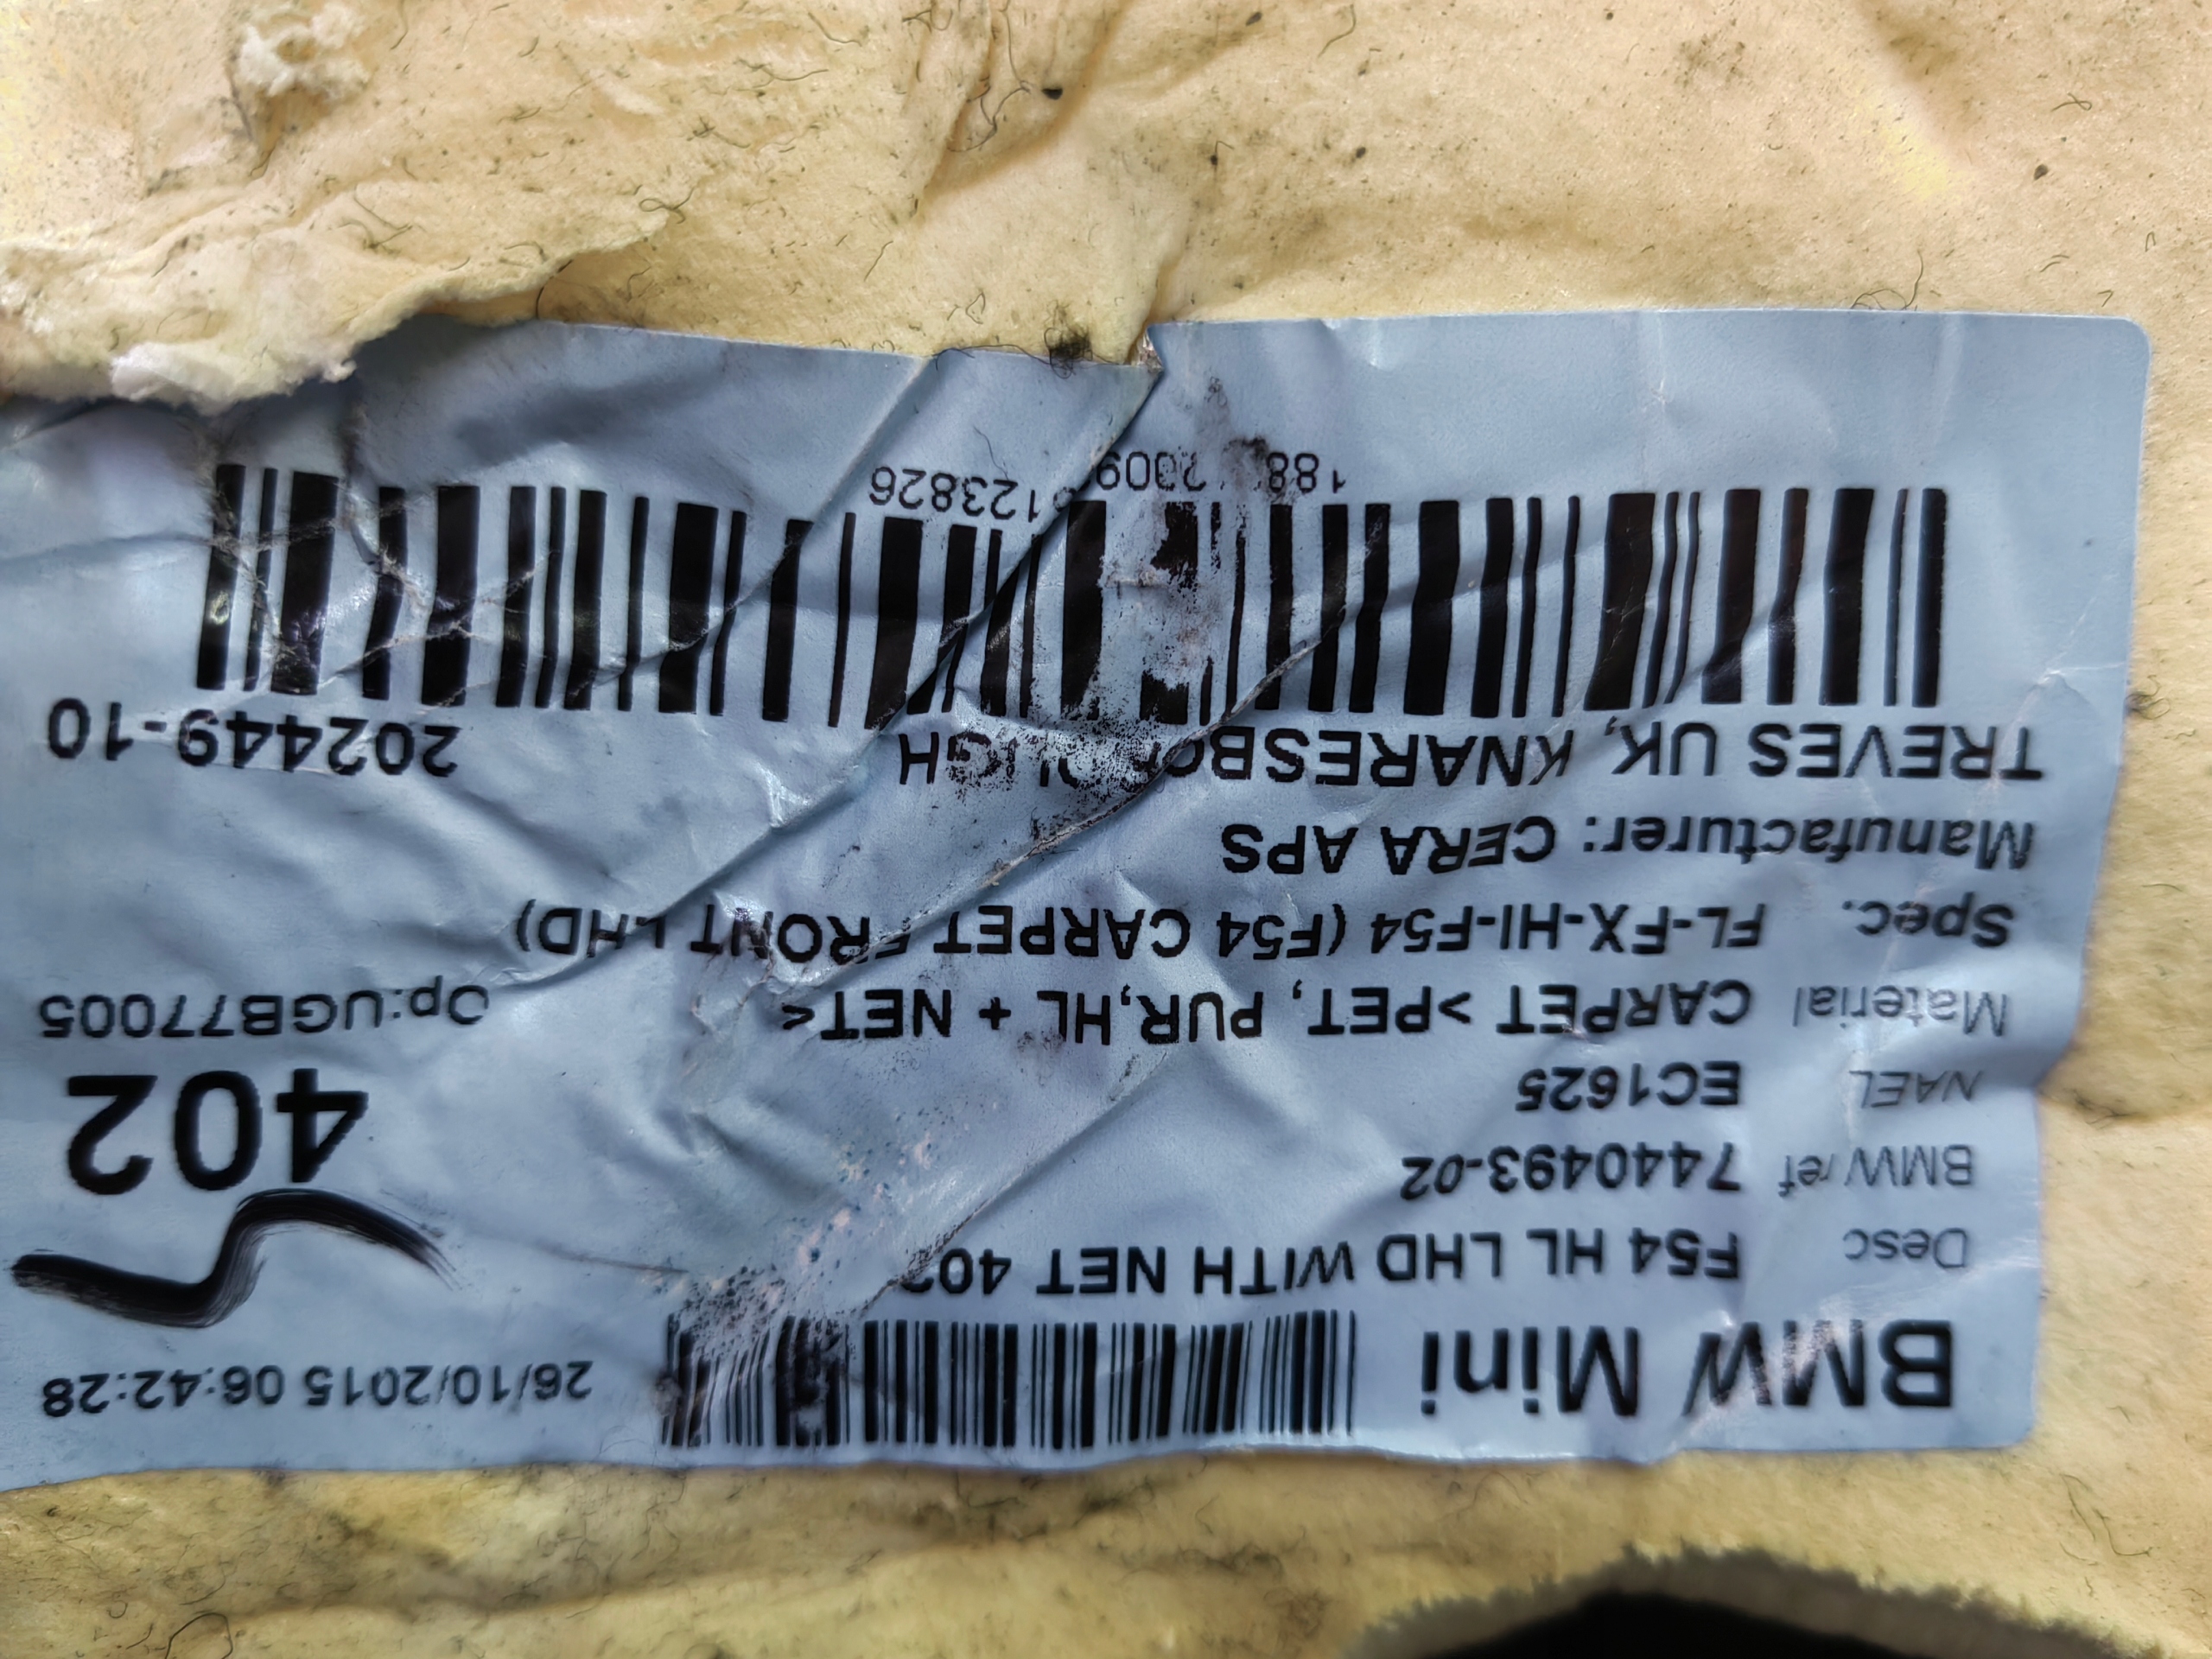 BMW Mini 26/10/2015 06:42:28
Desc F54 HL LHD WITH NET 402
BMW ref 7440493-02
402
NAEL EC1625
Material CARPET >PET, PUR,HL + NET< Op:UGB77005
Spec. FL-FX-HI-F54 (F54 CARPET FRONT LHD)
Manufacturer: CERA APS
TREVES UK, KNARESBOROUGH 202449-10